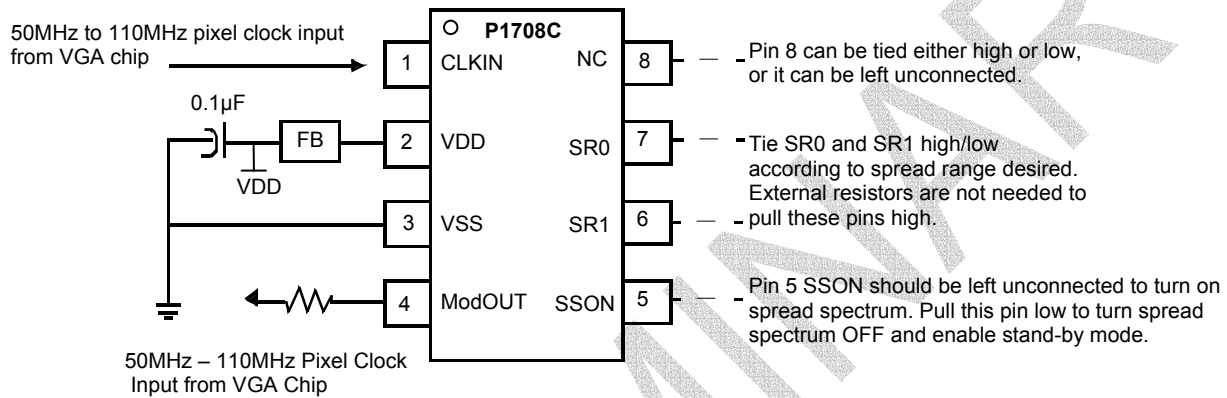 50MHz to 110MHz pixel clock input
from VGA chip
P1708C
1 CLKIN
NC 8
Pin 8 can be tied either high or low,
or it can be left unconnected.
0.1µF
FB
VDD
2 VDD
SR0 7
Tie SR0 and SR1 high/low
according to spread range desired.
External resistors are not needed to
pull these pins high.
3 VSS
SR1 6
4 ModOUT
SSON 5
Pin 5 SSON should be left unconnected to turn on
spread spectrum. Pull this pin low to turn spread
spectrum OFF and enable stand-by mode.
50MHz – 110MHz Pixel Clock
Input from VGA Chip
MINAR